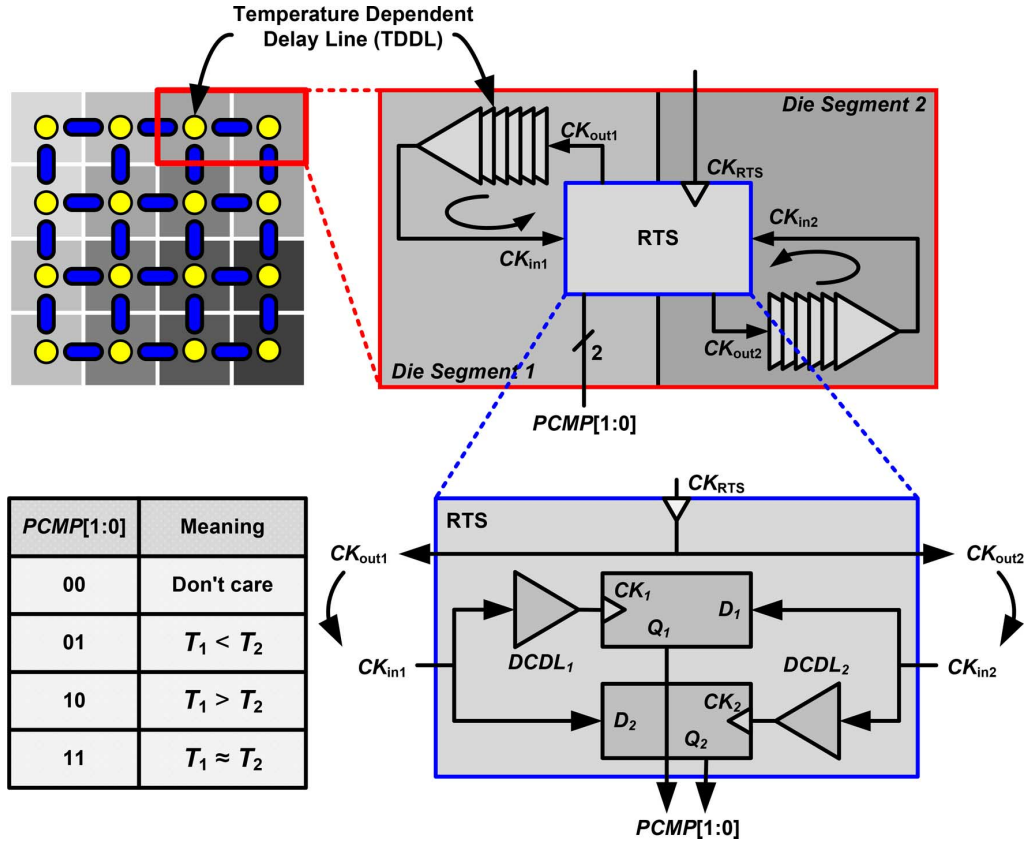 Temperature Dependent
Delay Line (TDDL)
Die Segment 2
CKout1
CKRTS
CKin2
RTS
CKin1
CKout2
2
Die Segment 1
PCMP[1:0]
PCMP[1:0] Meaning
00 Don't care
01 T1 < T2
10 T1 > T2
11 T1 ≈ T2
CKRTS
RTS
CKout1 CKout2
CK1 D1
Q1
DCDL1 DCDL2
CKin1 CKin2
D2 CK2
Q2
PCMP[1:0]